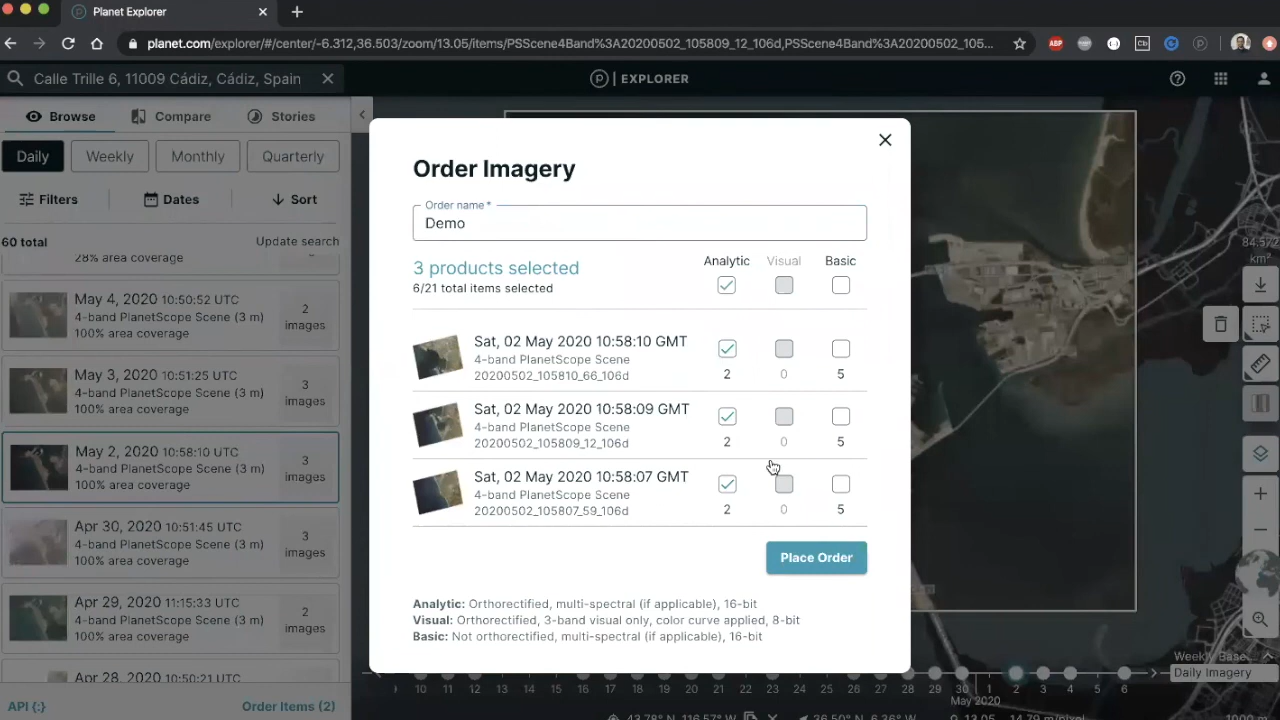 Planet Explorer
planet.com/explorer/#/center/-6.312,36.503/zoom/13.05/items/PSScene4Band%3A20200502_105809_12_106d,PSScene4Band%3A20200502_105...
ABP
Cb
Calle Trille 6, 11009 Cádiz, Cádiz, Spain
EXPLORER
Browse
Compare
Stories
Daily
Weekly
Monthly
Quarterly
Filters
Dates
Sort
60 total
Update search
28% area coverage
May 4, 2020 10:50:52 UTC
4-band PlanetScope Scene (3 m)
100% area coverage
2
images
May 3, 2020 10:51:25 UTC
4-band PlanetScope Scene (3 m)
100% area coverage
3
images
May 2, 2020 10:58:10 UTC
4-band PlanetScope Scene (3 m)
100% area coverage
3
images
Apr 30, 2020 10:51:45 UTC
4-band PlanetScope Scene (3 m)
100% area coverage
3
images
Apr 29, 2020 11:15:33 UTC
4-band PlanetScope Scene (3 m)
100% area coverage
2
images
Apr 28, 2020 10:50:21 UTC
API {:}
Order Items (2)
Order Imagery
Order name *
Demo
3 products selected
6/21 total items selected
Analytic
Visual
Basic
Sat, 02 May 2020 10:58:10 GMT
4-band PlanetScope Scene
20200502_105810_66_106d
2
0
5
Sat, 02 May 2020 10:58:09 GMT
4-band PlanetScope Scene
20200502_105809_12_106d
2
0
5
Sat, 02 May 2020 10:58:07 GMT
4-band PlanetScope Scene
20200502_105807_59_106d
2
0
5
Place Order
Analytic: Orthorectified, multi-spectral (if applicable), 16-bit
Visual: Orthorectified, 3-band visual only, color curve applied, 8-bit
Basic: Not orthorectified, multi-spectral (if applicable), 16-bit
km²
Weekly Base...
Daily Imagery
10 11 12 13 14 15 16 17 18 19 20 21 22 23 24 25 26 27 28 29 30 1 2 3 4 5 6
May 2020